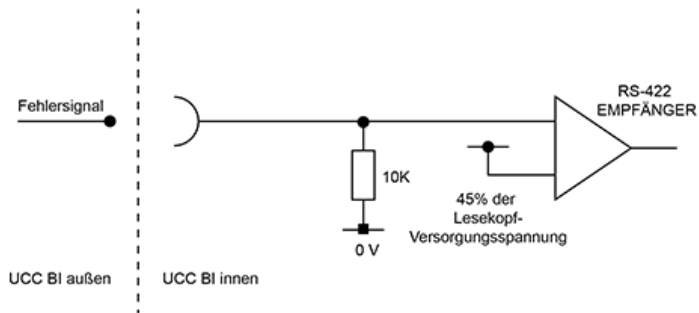 Fehlersignal
RS-422
EMPFÄNGER
10K
45% der
Lesekopf-
Versorgungsspannung
0 V
UCC BI außen
UCC BI innen